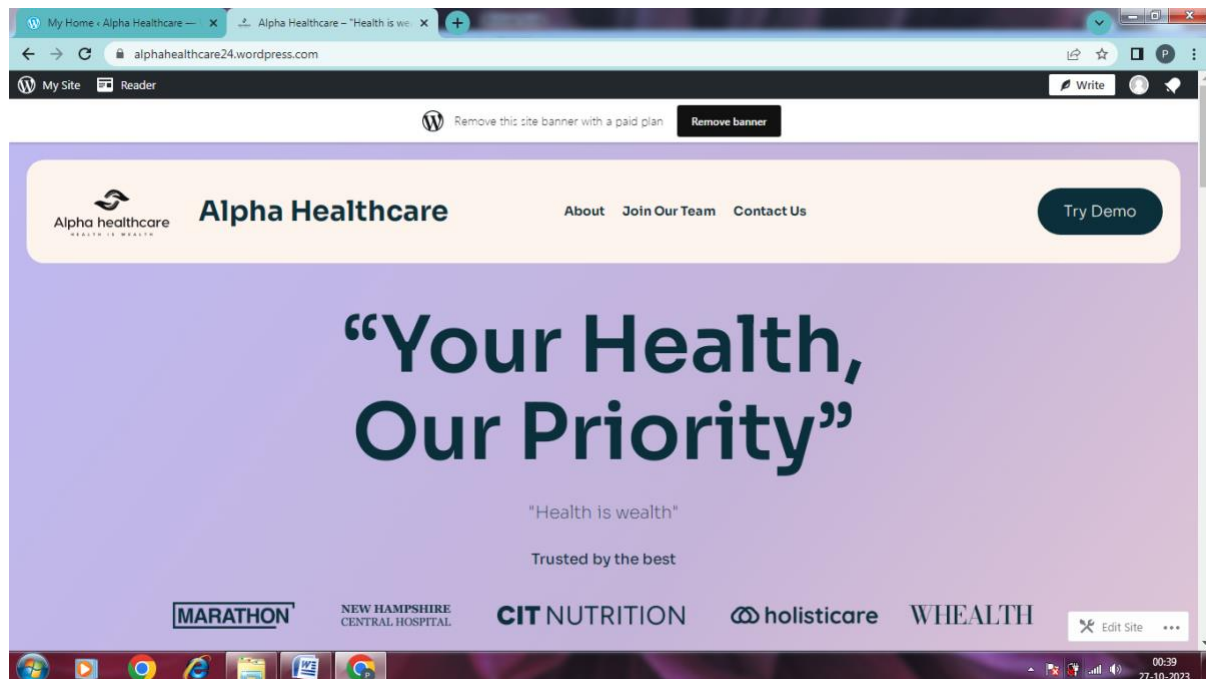 My Home ‹ Alpha Healthcare —
Alpha Healthcare – "Health is we
alphahealthcare24.wordpress.com
P
My Site Reader
Write
Remove this site banner with a paid plan Remove banner
Alpha healthcare
HEALTH IS WEALTH
Alpha Healthcare
About Join Our Team Contact Us
Try Demo
“Your Health,
Our Priority”
"Health is wealth"
Trusted by the best
MARATHON
NEW HAMPSHIRE
CENTRAL HOSPITAL
CIT NUTRITION
holisticare
WHEALTH
Edit Site
00:39
27-10-2023